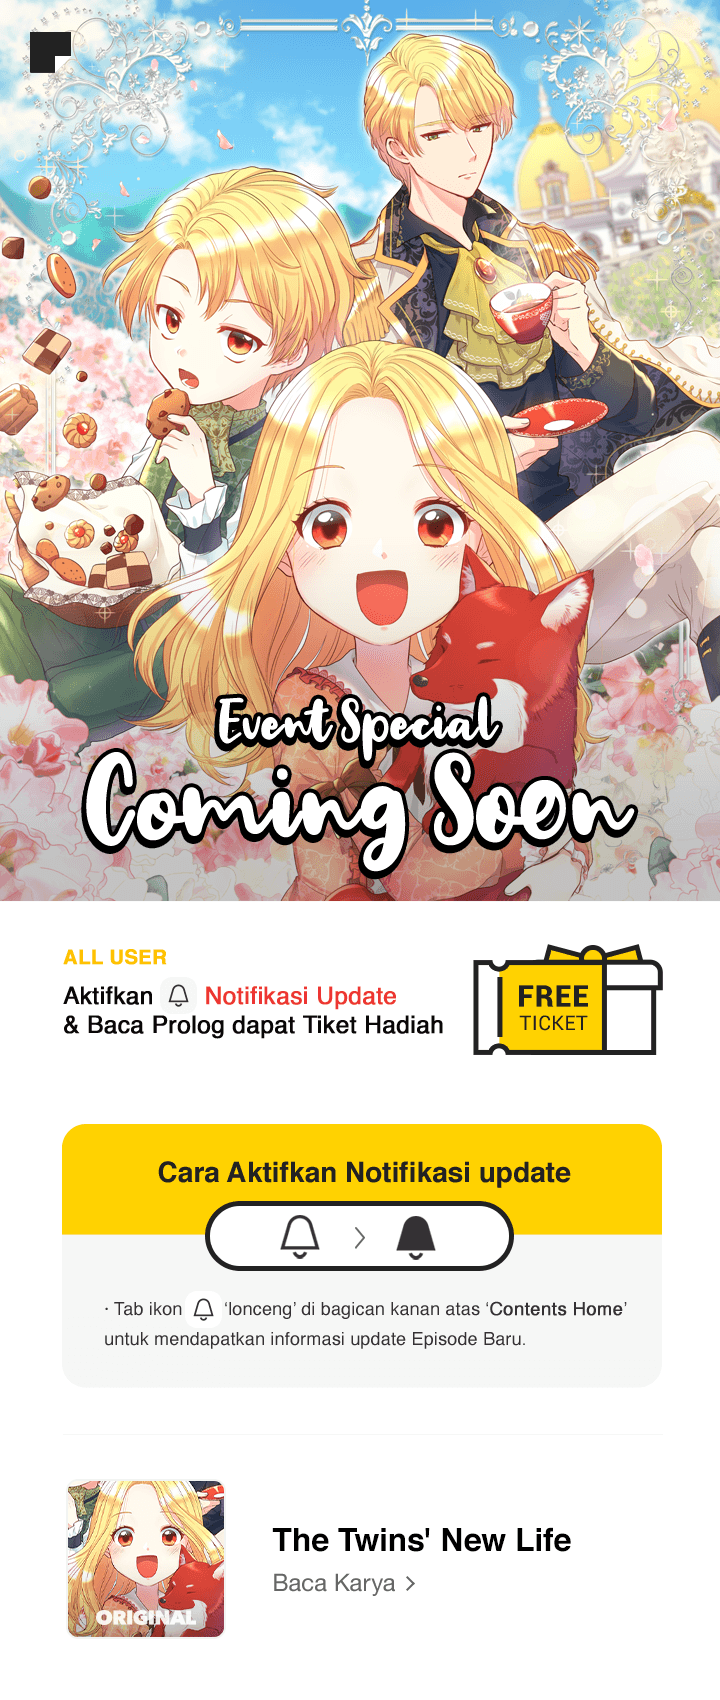 Event Special
Coming Soon
ALL USER
Aktifkan Notifikasi Update
& Baca Prolog dapat Tiket Hadiah
FREE
TICKET
Cara Aktifkan Notifikasi update
· Tab ikon ‘lonceng’ di bagican kanan atas ‘Contents Home’
untuk mendapatkan informasi update Episode Baru.
ORIGINAL
The Twins' New Life
Baca Karya >